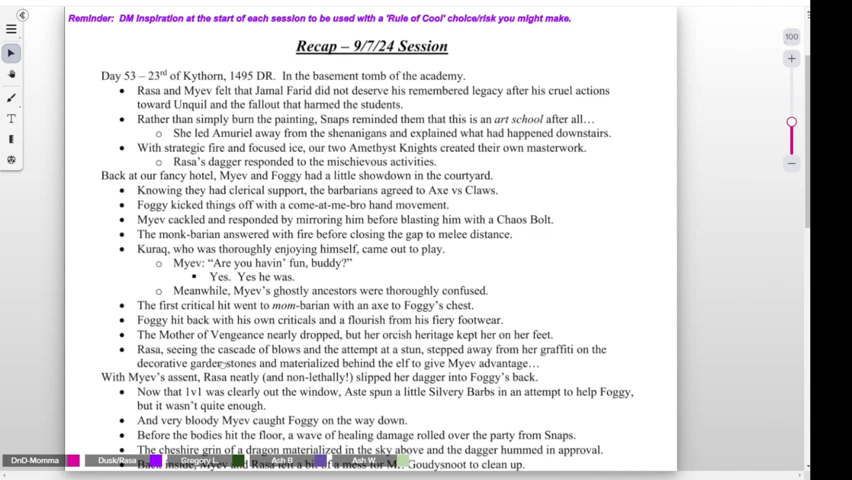 Reminder: DM Inspiration at the start of each session to be used with a 'Rule of Cool' choice/risk you might make.
Recap – 9/7/24 Session
Day 53 – 23rd of Kythorn, 1495 DR. In the basement tomb of the academy.
• Rasa and Myev felt that Jamal Farid did not deserve his remembered legacy after his cruel actions
toward Unquil and the fallout that harmed the students.
• Rather than simply burn the painting, Snaps reminded them that this is an art school after all…
o She led Amuriel away from the shenanigans and explained what had happened downstairs.
• With strategic fire and focused ice, our two Amethyst Knights created their own masterwork.
o Rasa's dagger responded to the mischievous activities.
Back at our fancy hotel, Myev and Foggy had a little showdown in the courtyard.
• Knowing they had clerical support, the barbarians agreed to Axe vs Claws.
• Foggy kicked things off with a come-at-me-bro hand movement.
• Myev cackled and responded by mirroring him before blasting him with a Chaos Bolt.
• The monk-barian answered with fire before closing the gap to melee distance.
• Kuraq, who was thoroughly enjoying himself, came out to play.
o Myev: "Are you havin' fun, buddy?"
▪ Yes. Yes he was.
o Meanwhile, Myev's ghostly ancestors were thoroughly confused.
• The first critical hit went to mom-barian with an axe to Foggy's chest.
• Foggy hit back with his own criticals and a flourish from his fiery footwear.
• The Mother of Vengeance nearly dropped, but her orcish heritage kept her on her feet.
• Rasa, seeing the cascade of blows and the attempt at a stun, stepped away from her graffiti on the
decorative garden stones and materialized behind the elf to give Myev advantage…
With Myev's assent, Rasa neatly (and non-lethally!) slipped her dagger into Foggy's back.
• Now that 1v1 was clearly out the window, Aste spun a little Silvery Barbs in an attempt to help Foggy,
but it wasn't quite enough.
• And very bloody Myev caught Foggy on the way down.
• Before the bodies hit the floor, a wave of healing damage rolled over the party from Snaps.
• The cheshire grin of a dragon materialized in the sky above and the dagger hummed in approval.
• Back inside, Myev and Rasa left a bit of a mess for Goudysnoot to clean up.
DnD-Momma
Dusk/Rasa
Gregory L.
Ash B
Ash W.
100